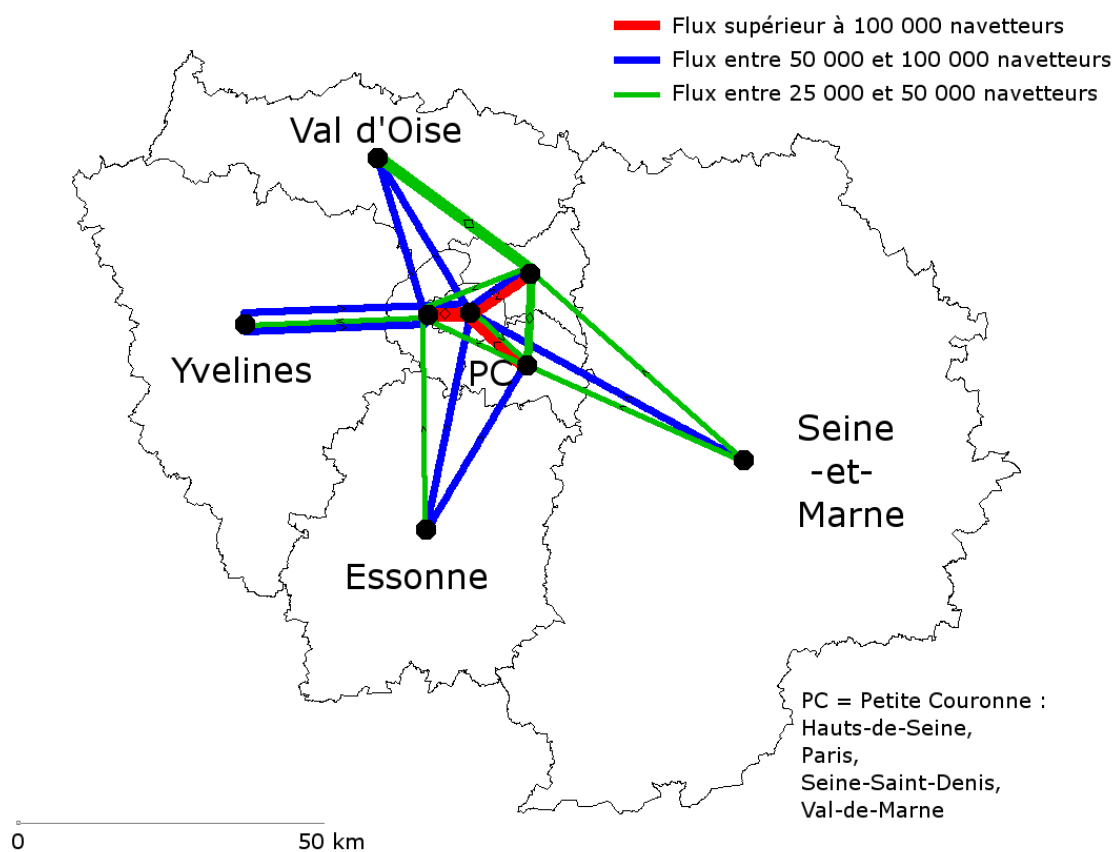 Flux supérieur à 100 000 navetteurs
Flux entre 50 000 et 100 000 navetteurs
Flux entre 25 000 et 50 000 navetteurs
Val d'Oise
Yvelines
PC
Seine
-et-
Marne
Essonne
PC = Petite Couronne :
Hauts-de-Seine,
Paris,
Seine-Saint-Denis,
Val-de-Marne
0 50 km